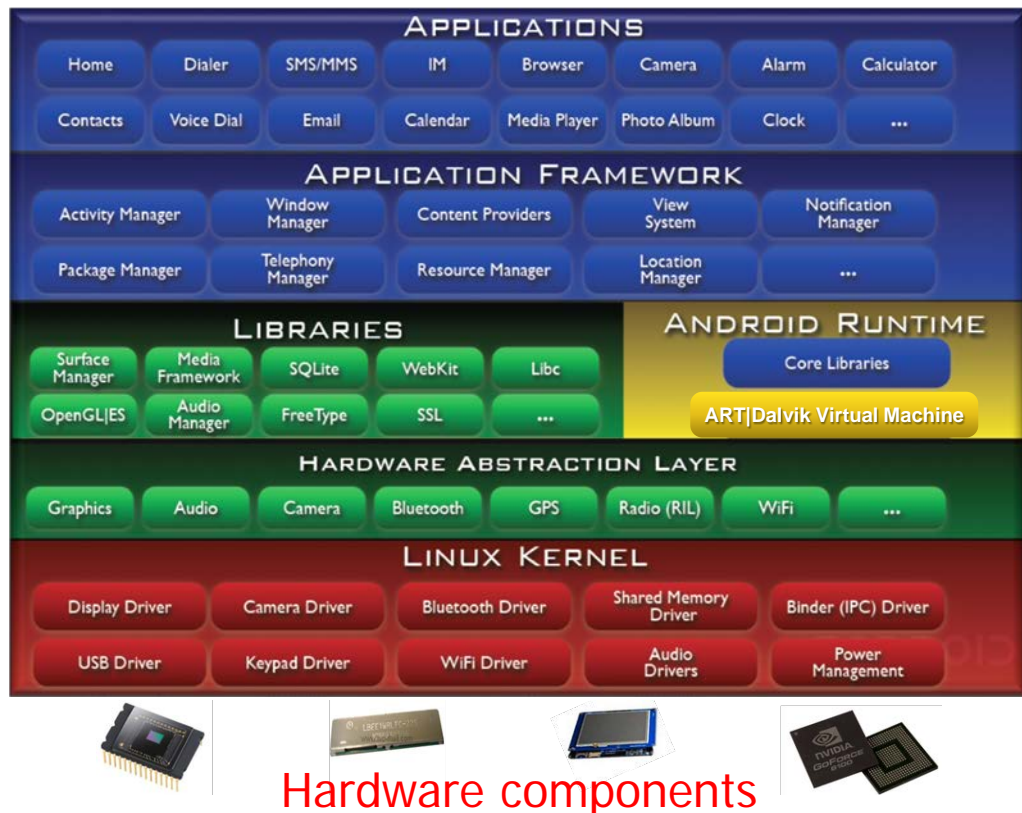 APPLICATIONS
Home Dialer SMS/MMS IM Browser Camera Alarm Calculator
Contacts Voice Dial Email Calendar Media Player Photo Album Clock ...
APPLICATION FRAMEWORK
Activity Manager Window Manager Content Providers View System Notification Manager
Package Manager Telephony Manager Resource Manager Location Manager ...
LIBRARIES
Surface Manager Media Framework SQLite WebKit Libc
OpenGL|ES Audio Manager FreeType SSL ...
ANDROID RUNTIME
Core Libraries
ART|Dalvik Virtual Machine
HARDWARE ABSTRACTION LAYER
Graphics Audio Camera Bluetooth GPS Radio (RIL) WiFi ...
LINUX KERNEL
Display Driver Camera Driver Bluetooth Driver Shared Memory Driver Binder (IPC) Driver
USB Driver Keypad Driver WiFi Driver Audio Drivers Power Management
NVIDIA
GOFORCE
Hardware components